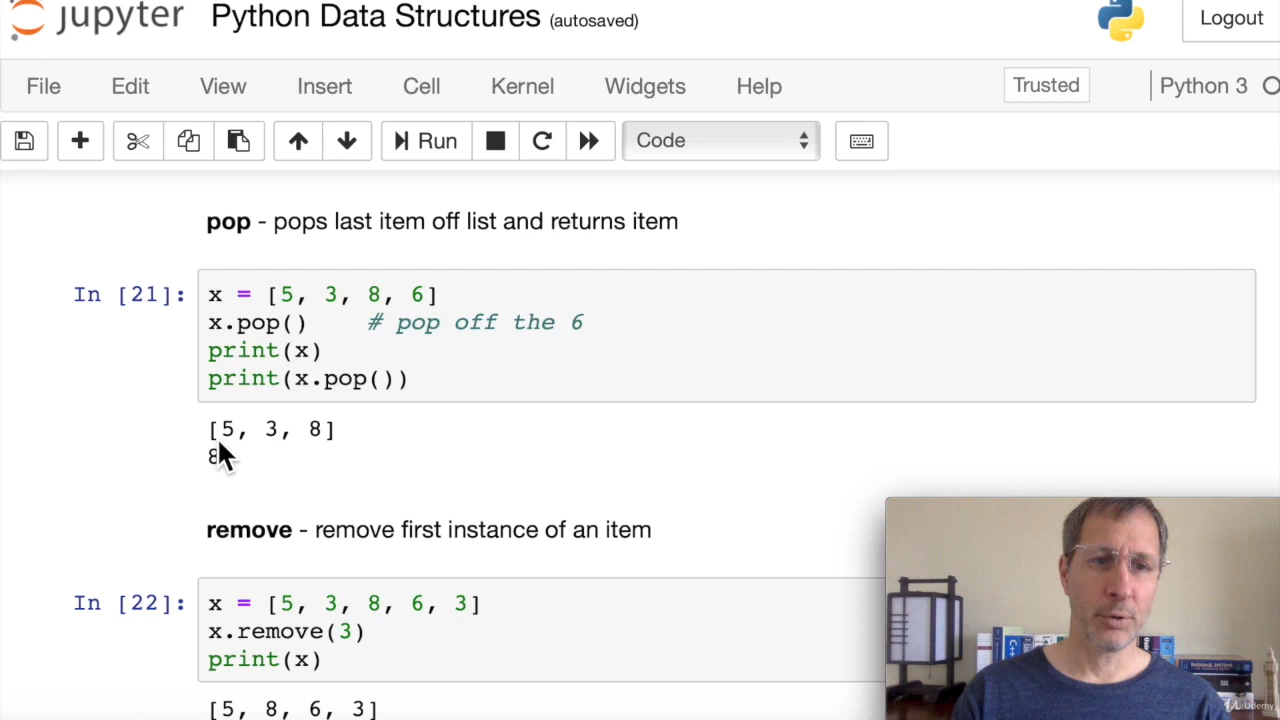 jupyter Python Data Structures (autosaved) Logout
File Edit View Insert Cell Kernel Widgets Help Trusted Python 3
Run Code
pop - pops last item off list and returns item
In [21]: x = [5, 3, 8, 6]
x.pop() # pop off the 6
print(x)
print(x.pop())
[5, 3, 8]
8
remove - remove first instance of an item
In [22]: x = [5, 3, 8, 6, 3]
x.remove(3)
print(x)
[5, 8, 6, 3]
C++
DATABASE SYSTEMS
Udemy